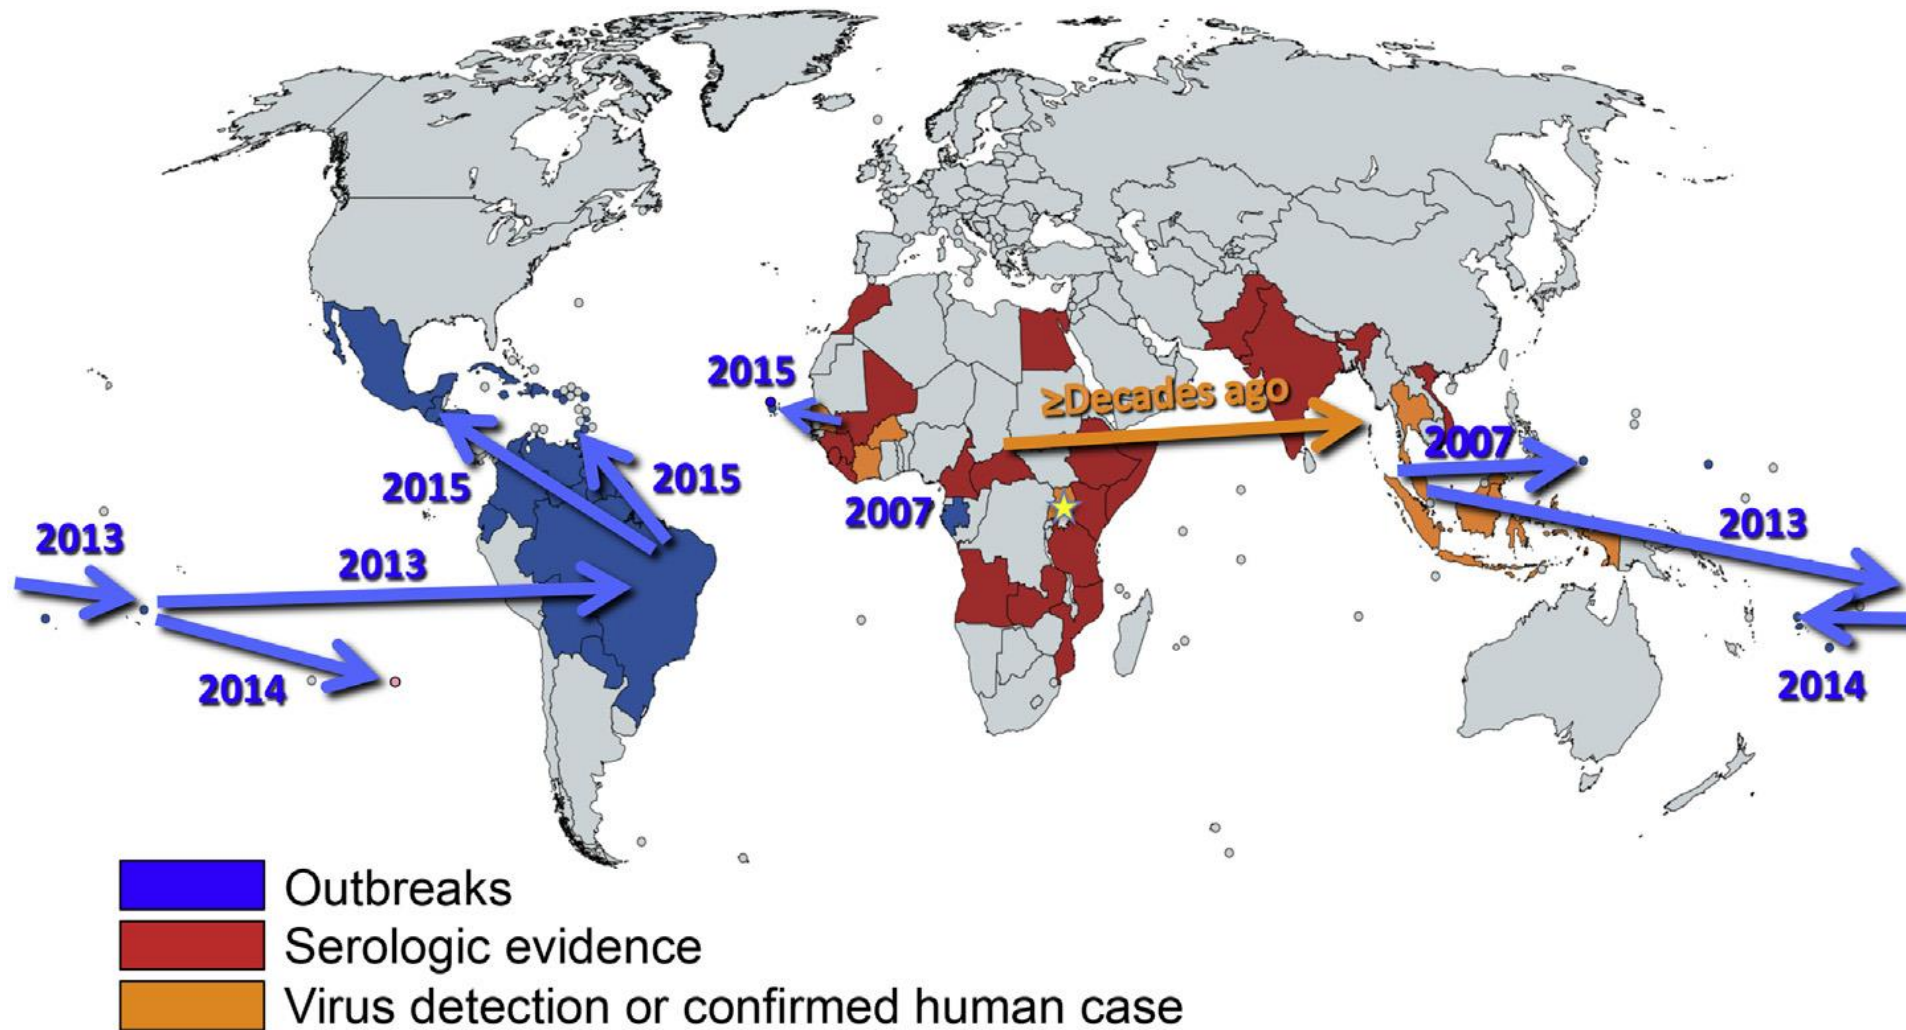 2015
≥Decades ago
2007
2015
2015
2007
2013
2013
2013
2014
2014
Outbreaks
Serologic evidence
Virus detection or confirmed human case